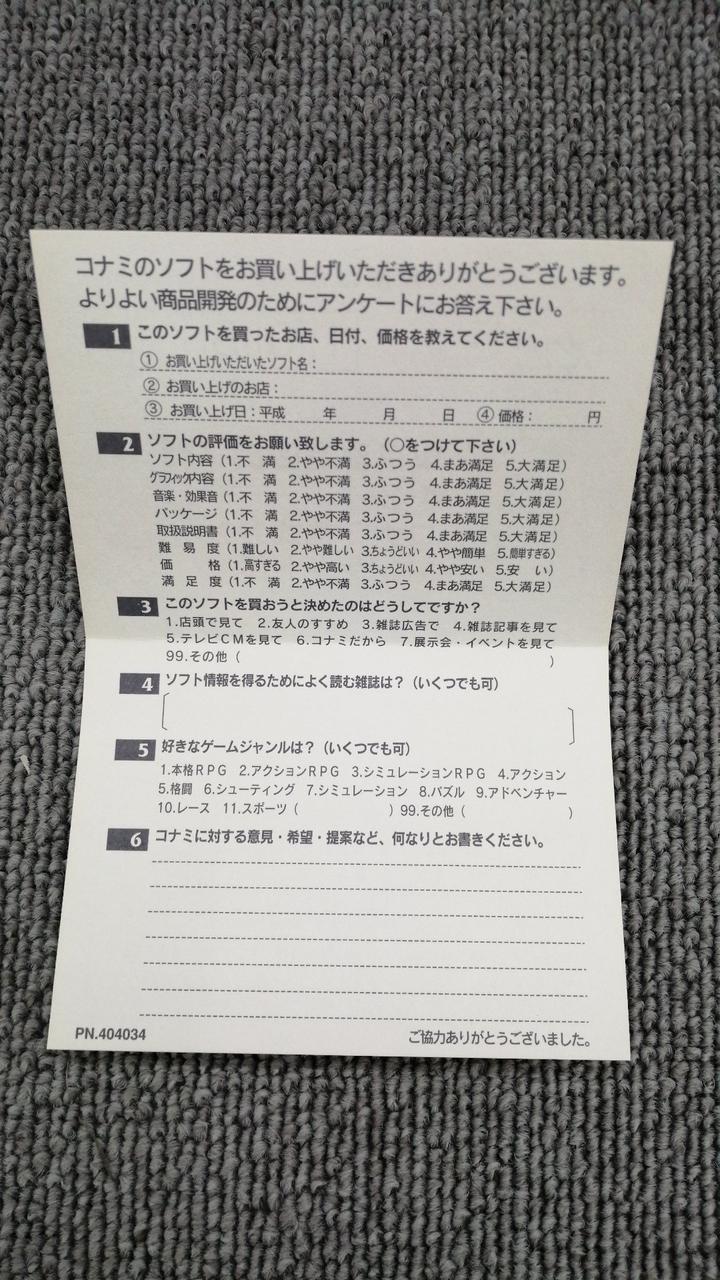 コナミのソフトをお買い上げいただきありがとうございます。
よりよい商品開発のためにアンケートにお答え下さい。
1 このソフトを買ったお店、日付、価格を教えてください。
① お買い上げいただいたソフト名：
② お買い上げのお店：
③ お買い上げ日：平成　年　月　日　④ 価格：　円
2 ソフトの評価をお願い致します。（○をつけて下さい）
ソフト内容（1.不　満　2.やや不満　3.ふつう　4.まあ満足　5.大満足）
グラフィック内容（1.不　満　2.やや不満　3.ふつう　4.まあ満足　5.大満足）
音楽・効果音（1.不　満　2.やや不満　3.ふつう　4.まあ満足　5.大満足）
パッケージ（1.不　満　2.やや不満　3.ふつう　4.まあ満足　5.大満足）
取扱説明書（1.不　満　2.やや不満　3.ふつう　4.まあ満足　5.大満足）
難　易　度（1.難しい　2.やや難しい　3.ちょうどいい　4.やや簡単　5.簡単すぎる）
価　　　格（1.高すぎる　2.やや高い　3.ちょうどいい　4.やや安い　5.安　い）
満　足　度（1.不　満　2.やや不満　3.ふつう　4.まあ満足　5.大満足）
3 このソフトを買おうと決めたのはどうしてですか？
1.店頭で見て　2.友人のすすめ　3.雑誌広告で　4.雑誌記事を見て
5.テレビＣＭを見て　6.コナミだから　7.展示会・イベントを見て
99.その他（　　　）
4 ソフト情報を得るためによく読む雑誌は？（いくつでも可）
5 好きなゲームジャンルは？（いくつでも可）
1.本格ＲＰＧ　2.アクションＲＰＧ　3.シミュレーションＲＰＧ　4.アクション
5.格闘　6.シューティング　7.シミュレーション　8.パズル　9.アドベンチャー
10.レース　11.スポーツ（　　　）99.その他（　　　）
6 コナミに対する意見・希望・提案など、何なりとお書きください。
PN.404034　ご協力ありがとうございました。